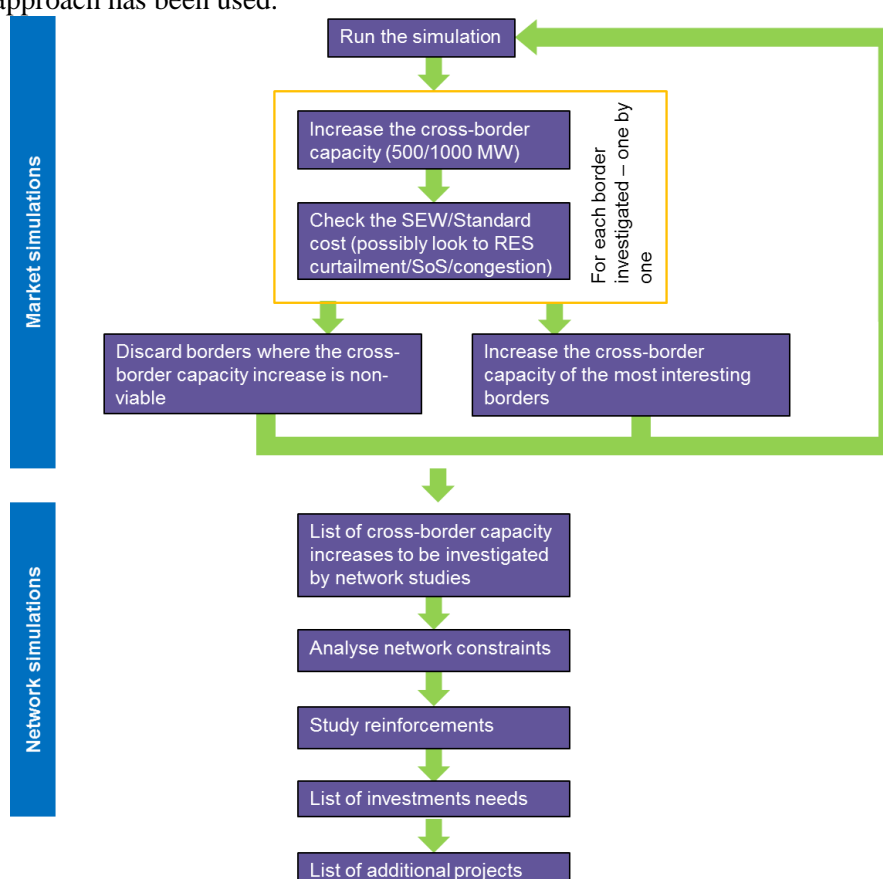 approach has been used.
Run the simulation
Increase the cross-border
capacity (500/1000 MW)
Check the SEW/Standard
cost (possibly look to RES
curtailment/SoS/congestion)
For each border
investigated – one by
one
Market simulations
Discard borders where the cross-
border capacity increase is non-
viable
Increase the cross-border
capacity of the most interesting
borders
List of cross-border capacity
increases to be investigated
by network studies
Analyse network constraints
Network simulations
Study reinforcements
List of investments needs
List of additional projects